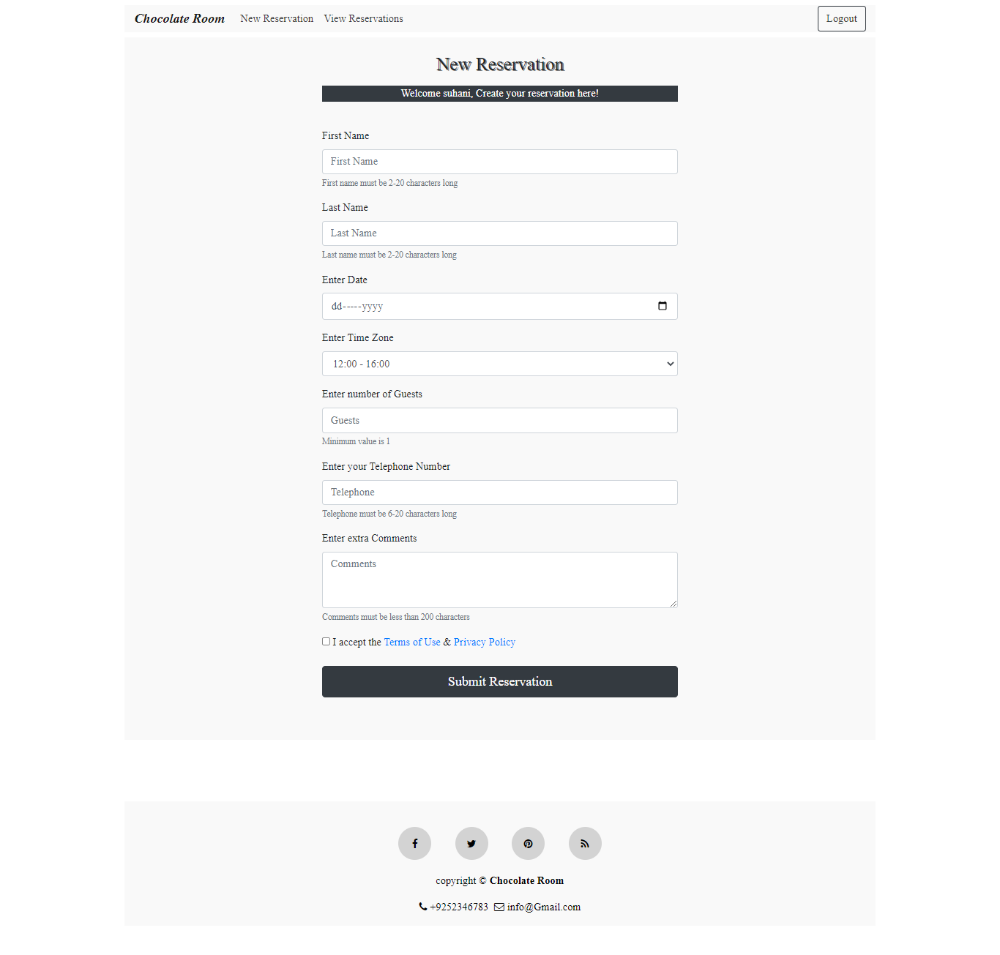 Chocolate Room New Reservation View Reservations Logout
New Reservation
Welcome suhani, Create your reservation here!
First Name
First Name
First name must be 2-20 characters long
Last Name
Last Name
Last name must be 2-20 characters long
Enter Date
dd-----yyyy
Enter Time Zone
12:00 - 16:00
Enter number of Guests
Guests
Minimum value is 1
Enter your Telephone Number
Telephone
Telephone must be 6-20 characters long
Enter extra Comments
Comments
Comments must be less than 200 characters
I accept the Terms of Use & Privacy Policy
Submit Reservation
copyright © Chocolate Room
+9252346783 info@Gmail.com